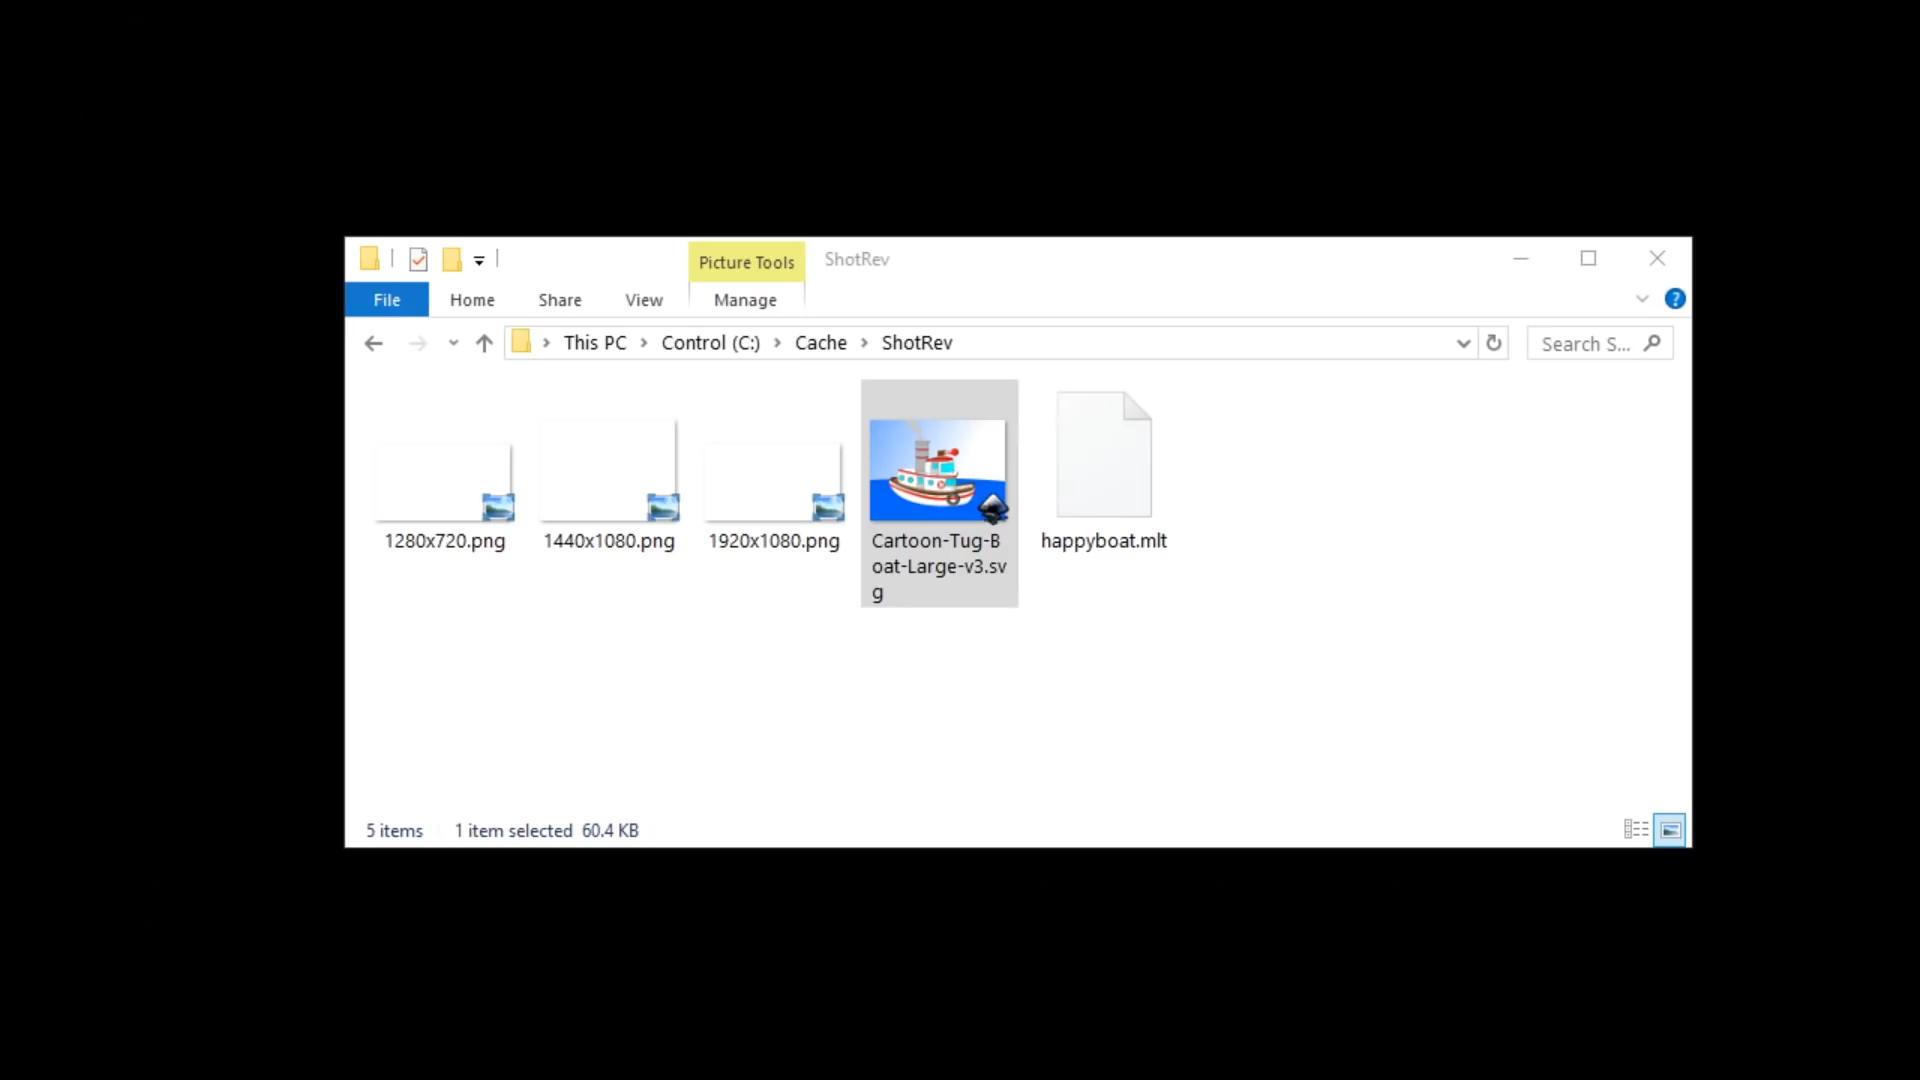 Picture Tools
ShotRev
File
Home
Share
View
Manage
?
This PC
Control (C:)
Cache
ShotRev
Search S...
1280x720.png
1440x1080.png
1920x1080.png
Cartoon-Tug-B
oat-Large-v3.sv
g
happyboat.mlt
5 items
1 item selected 60.4 KB